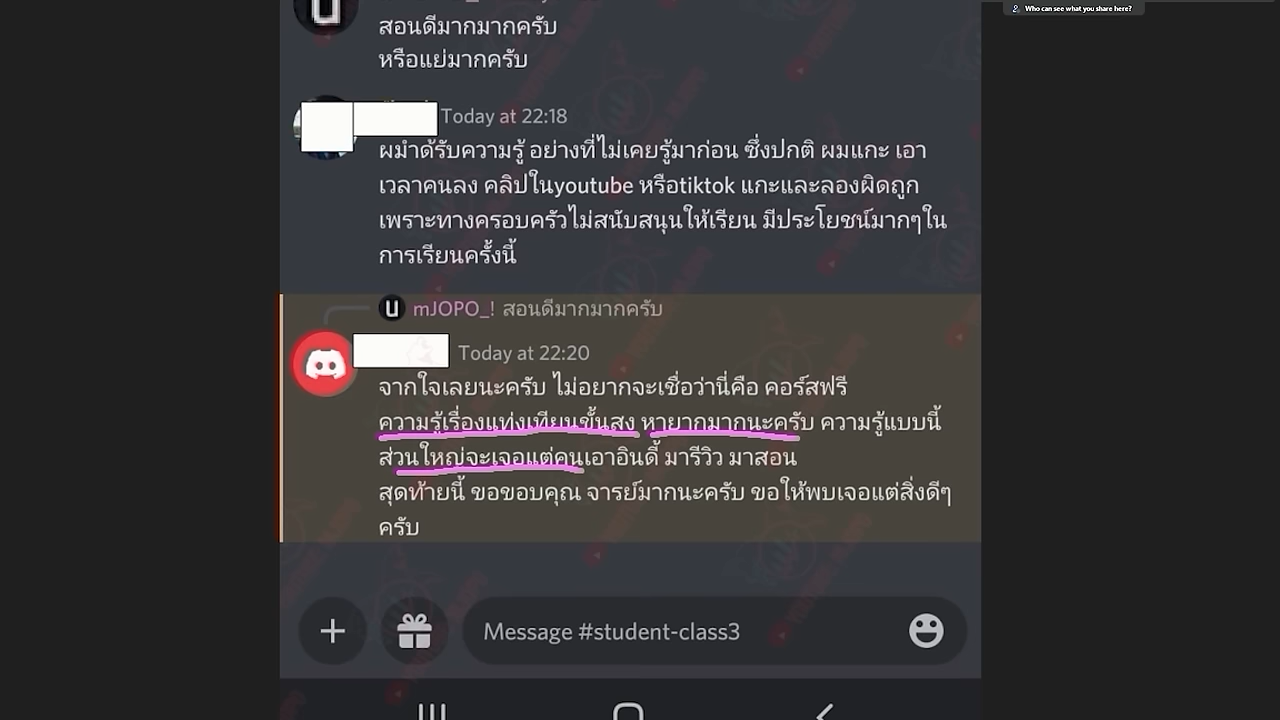 Who can see what you share here?
สอนดีมากมากครับ
หรือแย่มากครับ
Today at 22:18
ผมำด้รับความรู้ อย่างที่ไม่เคยรู้มาก่อน ซึ่งปกติ ผมแกะ เอา
เวลาคนลง คลิปในyoutube หรือtiktok แกะและลองผิดถูก
เพราะทางครอบครัวไม่สนับสนุนให้เรียน มีประโยชน์มากๆใน
การเรียนครั้งนี้
mJOPO_! สอนดีมากมากครับ
Today at 22:20
จากใจเลยนะครับ ไม่อยากจะเชื่อว่านี่คือ คอร์สฟรี
ความรู้เรื่องแท่งเทียนขั้นสูง หายากมากนะครับ ความรู้แบบนี้
ส่วนใหญ่จะเจอแต่คนเอาอินดี้ มารีวิว มาสอน
สุดท้ายนี้ ขอขอบคุณ จารย์มากนะครับ ขอให้พบเจอแต่สิ่งดีๆ
ครับ
Message #student-class3